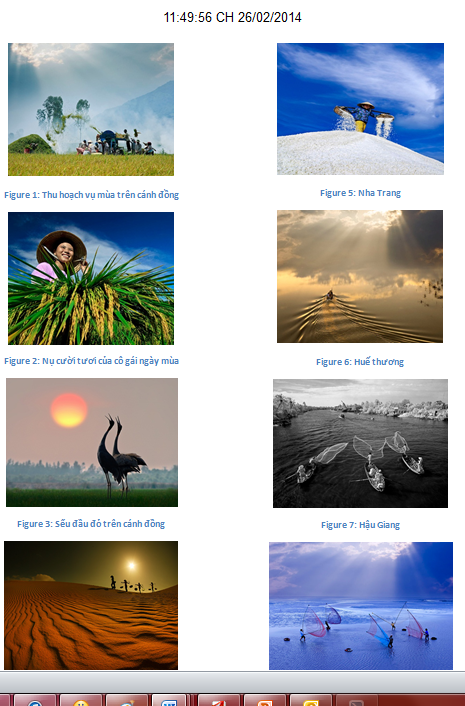 11:49:56 CH 26/02/2014
Figure 1: Thu hoạch vụ mùa trên cánh đồng
Figure 5: Nha Trang
Figure 2: Nụ cười tươi của cô gái ngày mùa
Figure 6: Huế thương
Figure 3: Sếu đầu đỏ trên cánh đồng
Figure 7: Hậu Giang